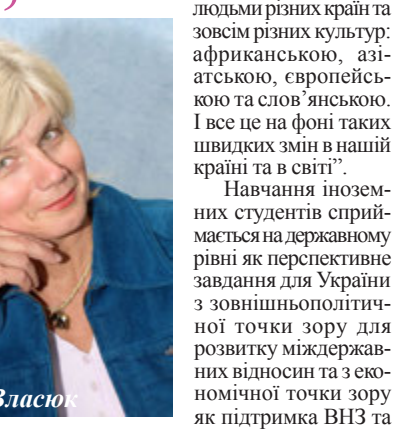 людьми різних країн та
зовсім різних культур:
африканською, азі-
атською, європейсь-
кою та слов’янською.
І все це на фоні таких
швидких змін в нашій
країні та в світі”.
Навчання інозем-
них студентів сприй-
мається на державному
рівні як перспективне
завдання для України
з зовнішньополітич-
ної точки зору для
розвитку міждержав-
них відносин та з еко-
номічної точки зору
як підтримка ВНЗ та
Власюк